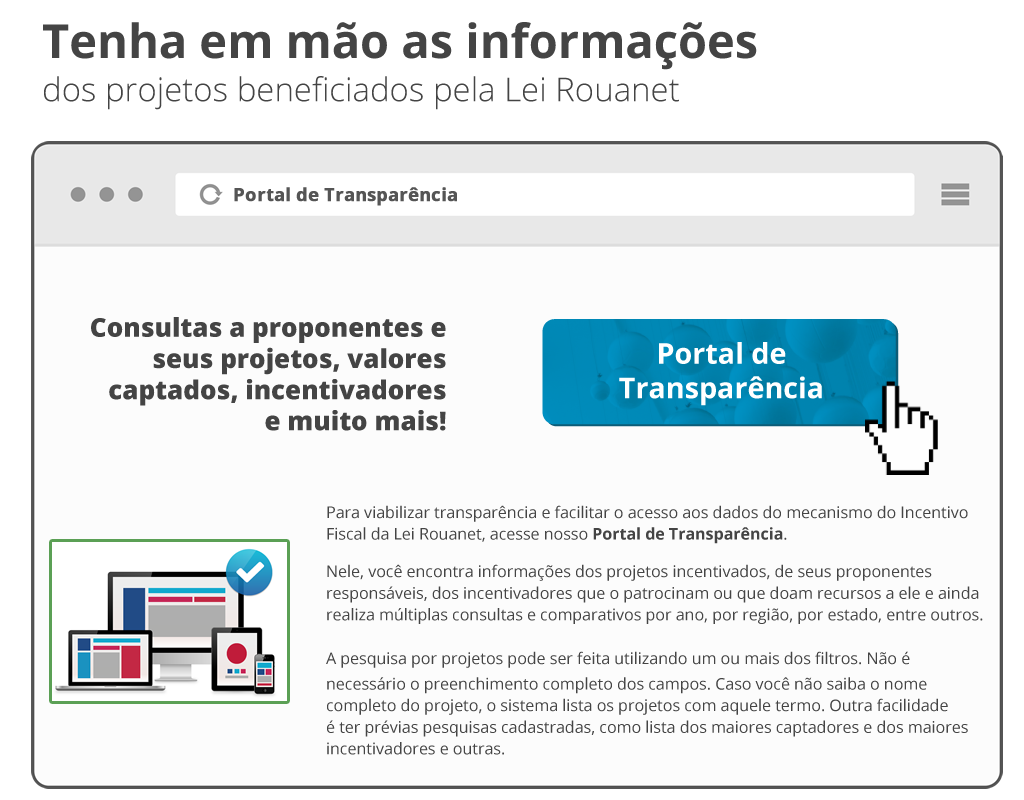 Tenha em mão as informações
dos projetos beneficiados pela Lei Rouanet
Portal de Transparência
Consultas a proponentes e
seus projetos, valores
captados, incentivadores
e muito mais!
Portal de
Transparência
Para viabilizar transparência e facilitar o acesso aos dados do mecanismo do Incentivo
Fiscal da Lei Rouanet, acesse nosso Portal de Transparência.
Nele, você encontra informações dos projetos incentivados, de seus proponentes
responsáveis, dos incentivadores que o patrocinam ou que doam recursos a ele e ainda
realiza múltiplas consultas e comparativos por ano, por região, por estado, entre outros.
A pesquisa por projetos pode ser feita utilizando um ou mais dos filtros. Não é
necessário o preenchimento completo dos campos. Caso você não saiba o nome
completo do projeto, o sistema lista os projetos com aquele termo. Outra facilidade
é ter prévias pesquisas cadastradas, como lista dos maiores captadores e dos maiores
incentivadores e outras.